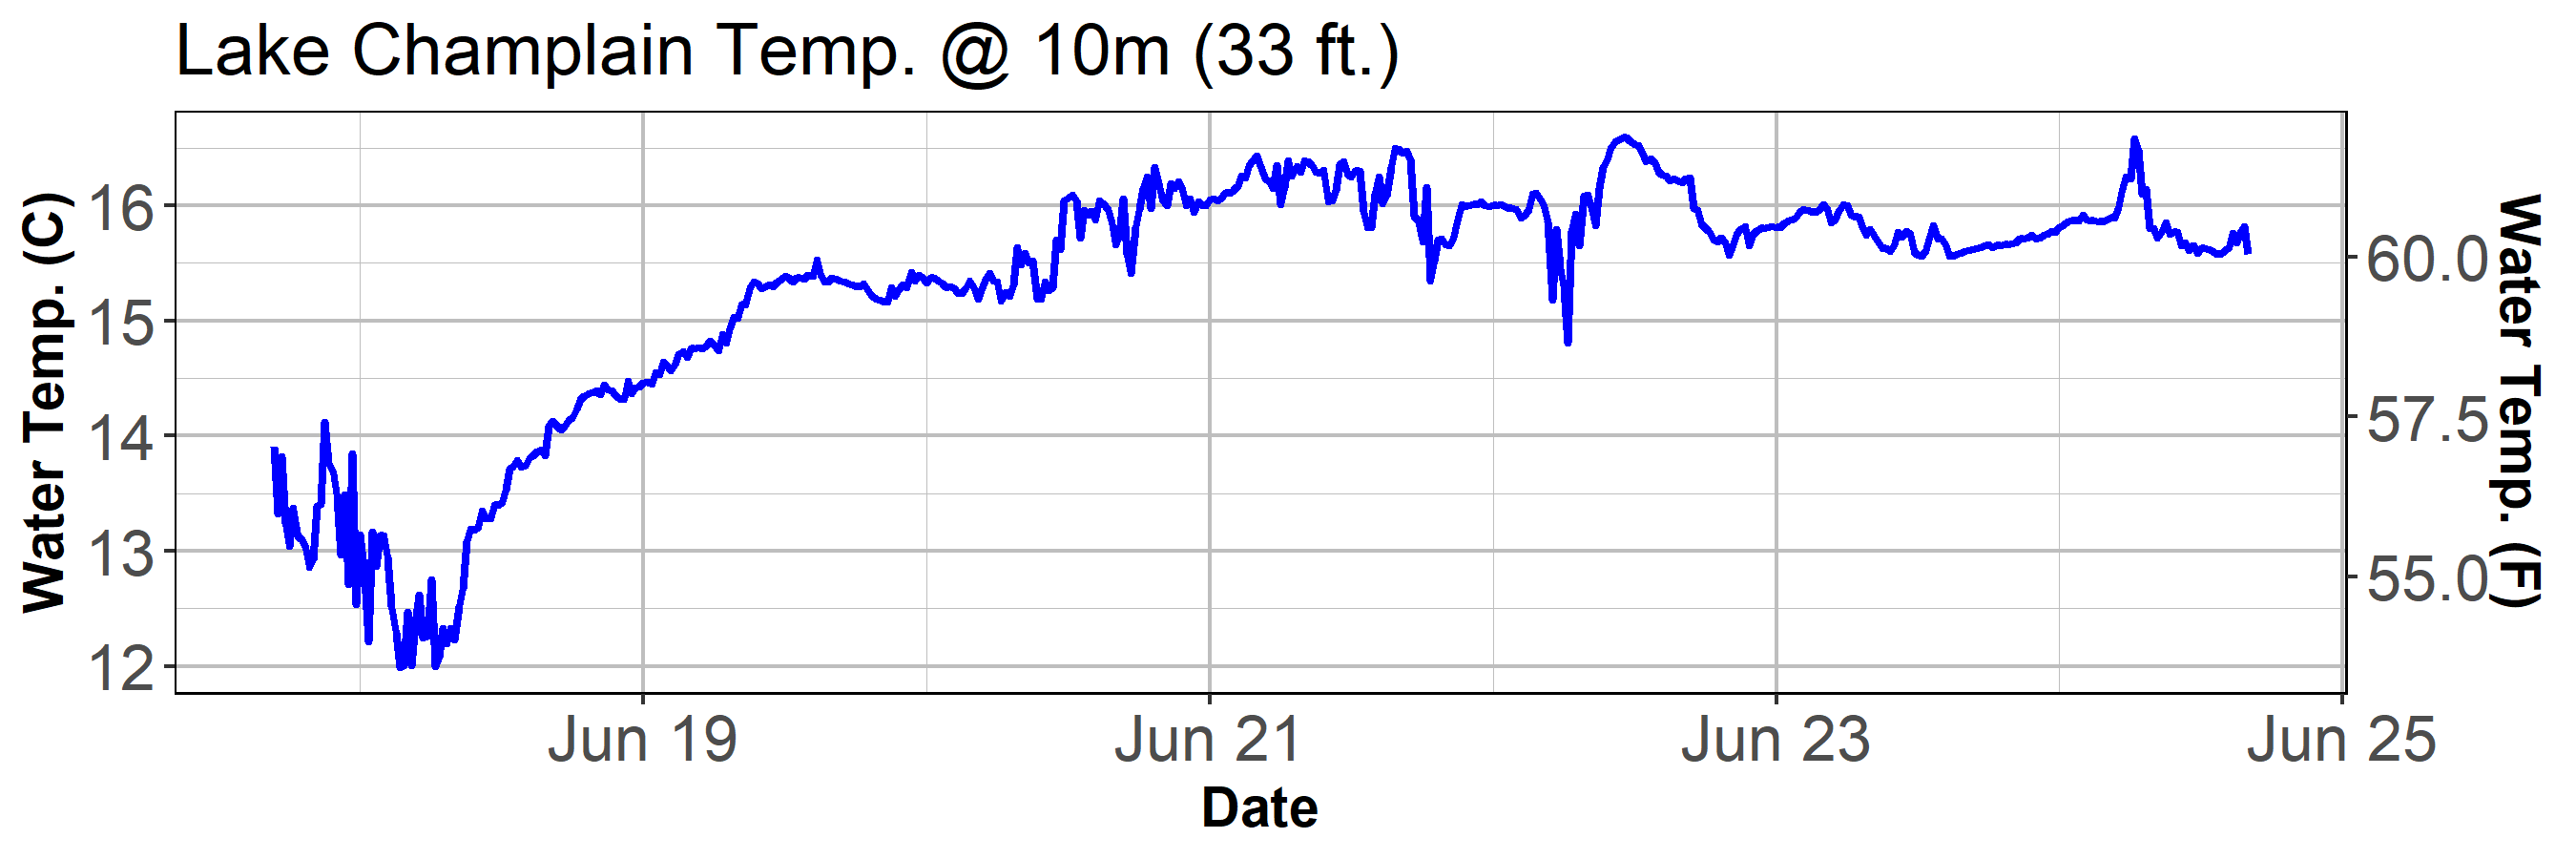 Lake Champlain Temp. @ 10m (33 ft.)
Water Temp. (C)
16
15
14
13
12
60.0
57.5
55.0
Water Temp. (F)
Jun 19
Jun 21
Jun 23
Jun 25
Date